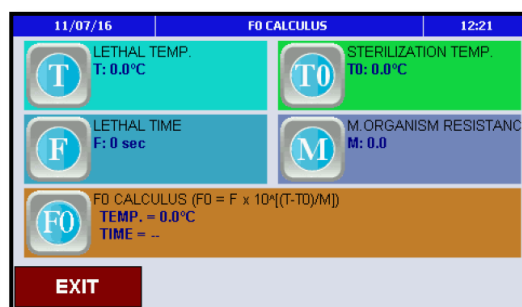 11/07/16 F0 CALCULUS 12:21
T LETHAL TEMP.
T: 0.0°C
T0 STERILIZATION TEMP.
T0: 0.0°C
F LETHAL TIME
F: 0 sec
M M.ORGANISM RESISTANC
M: 0.0
F0 F0 CALCULUS (F0 = F x 10^[(T-T0)/M])
TEMP. = 0.0°C
TIME = --
EXIT